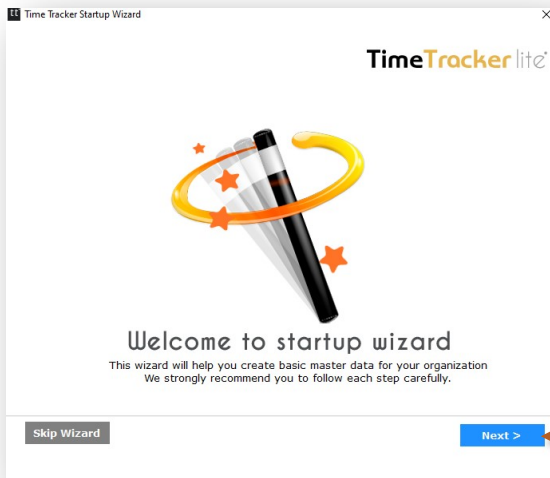 tt Time Tracker Startup Wizard
TimeTracker lite®
Welcome to startup wizard
This wizard will help you create basic master data for your organization
We strongly recommend you to follow each step carefully.
Skip Wizard
Next >